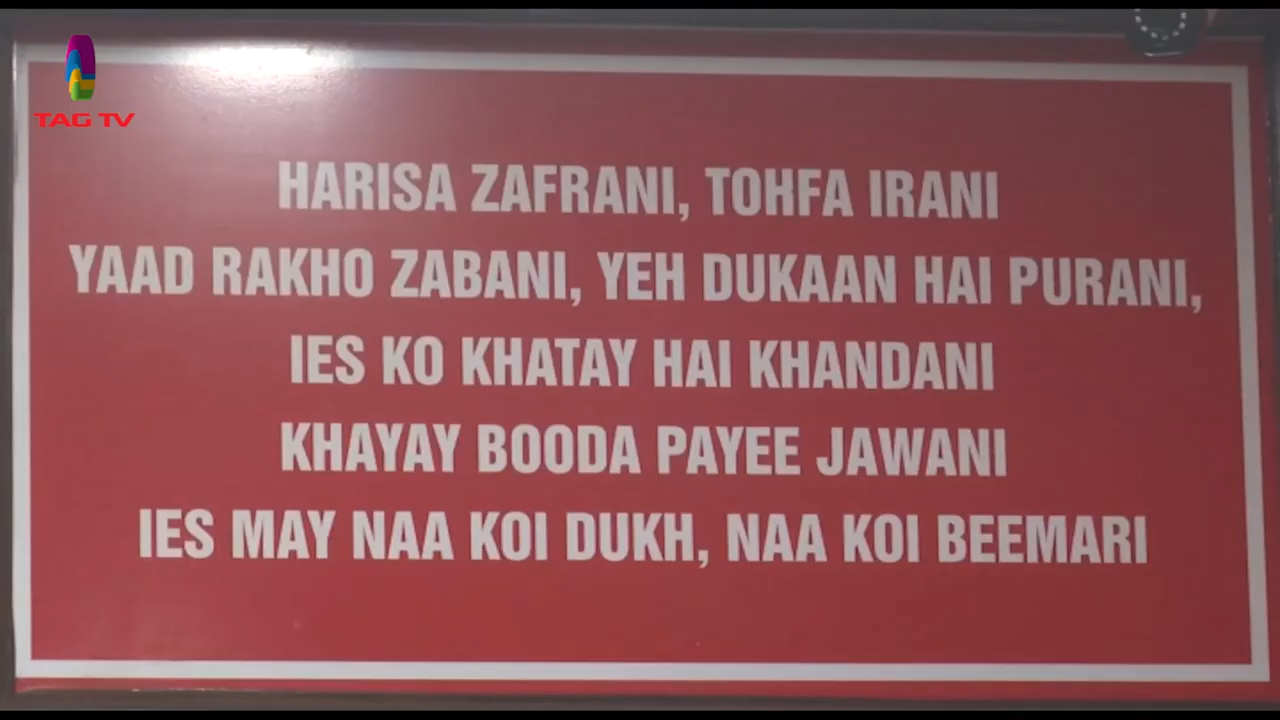 TAG TV
HARISA ZAFRANI, TOHFA IRANI
YAAD RAKHO ZABANI, YEH DUKAAN HAI PURANI,
IES KO KHATAY HAI KHANDANI
KHAYAY BOODA PAYEE JAWANI
IES MAY NAA KOI DUKH, NAA KOI BEEMARI